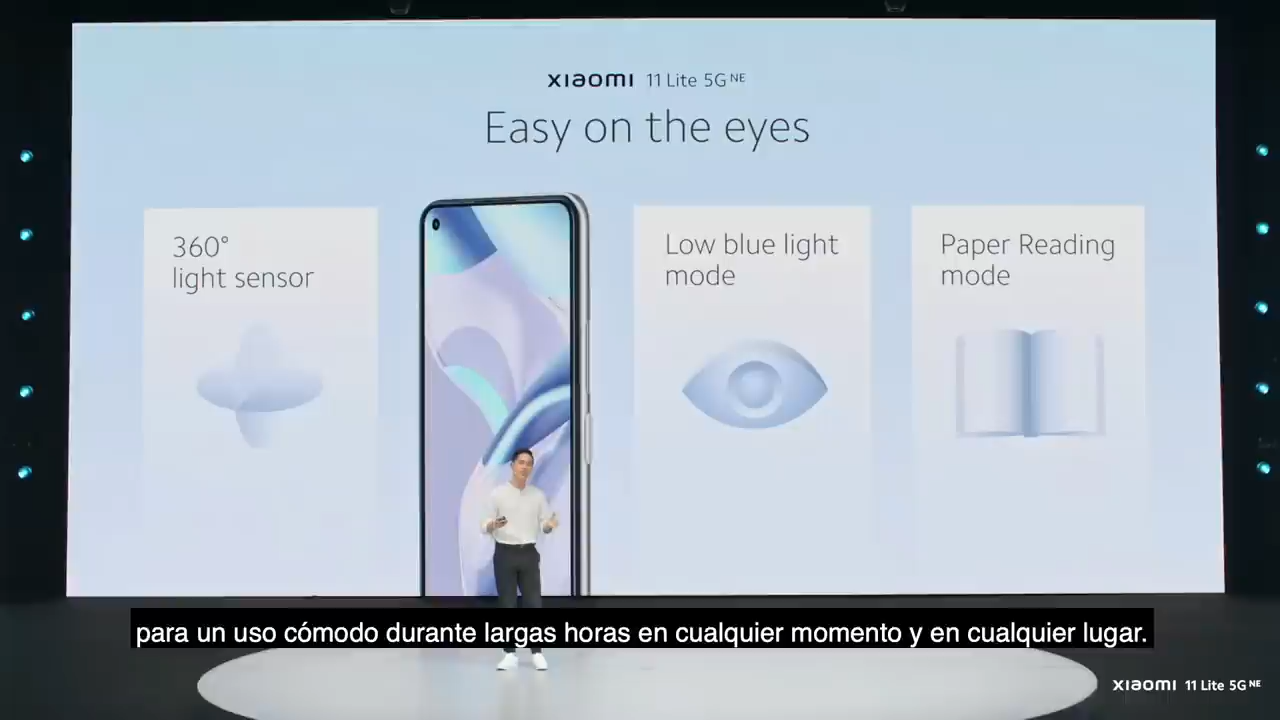 xiaomi 11 Lite 5G NE
Easy on the eyes
360°
light sensor
Low blue light
mode
Paper Reading
mode
para un uso cómodo durante largas horas en cualquier momento y en cualquier lugar.
xiaomi 11 Lite 5G NE